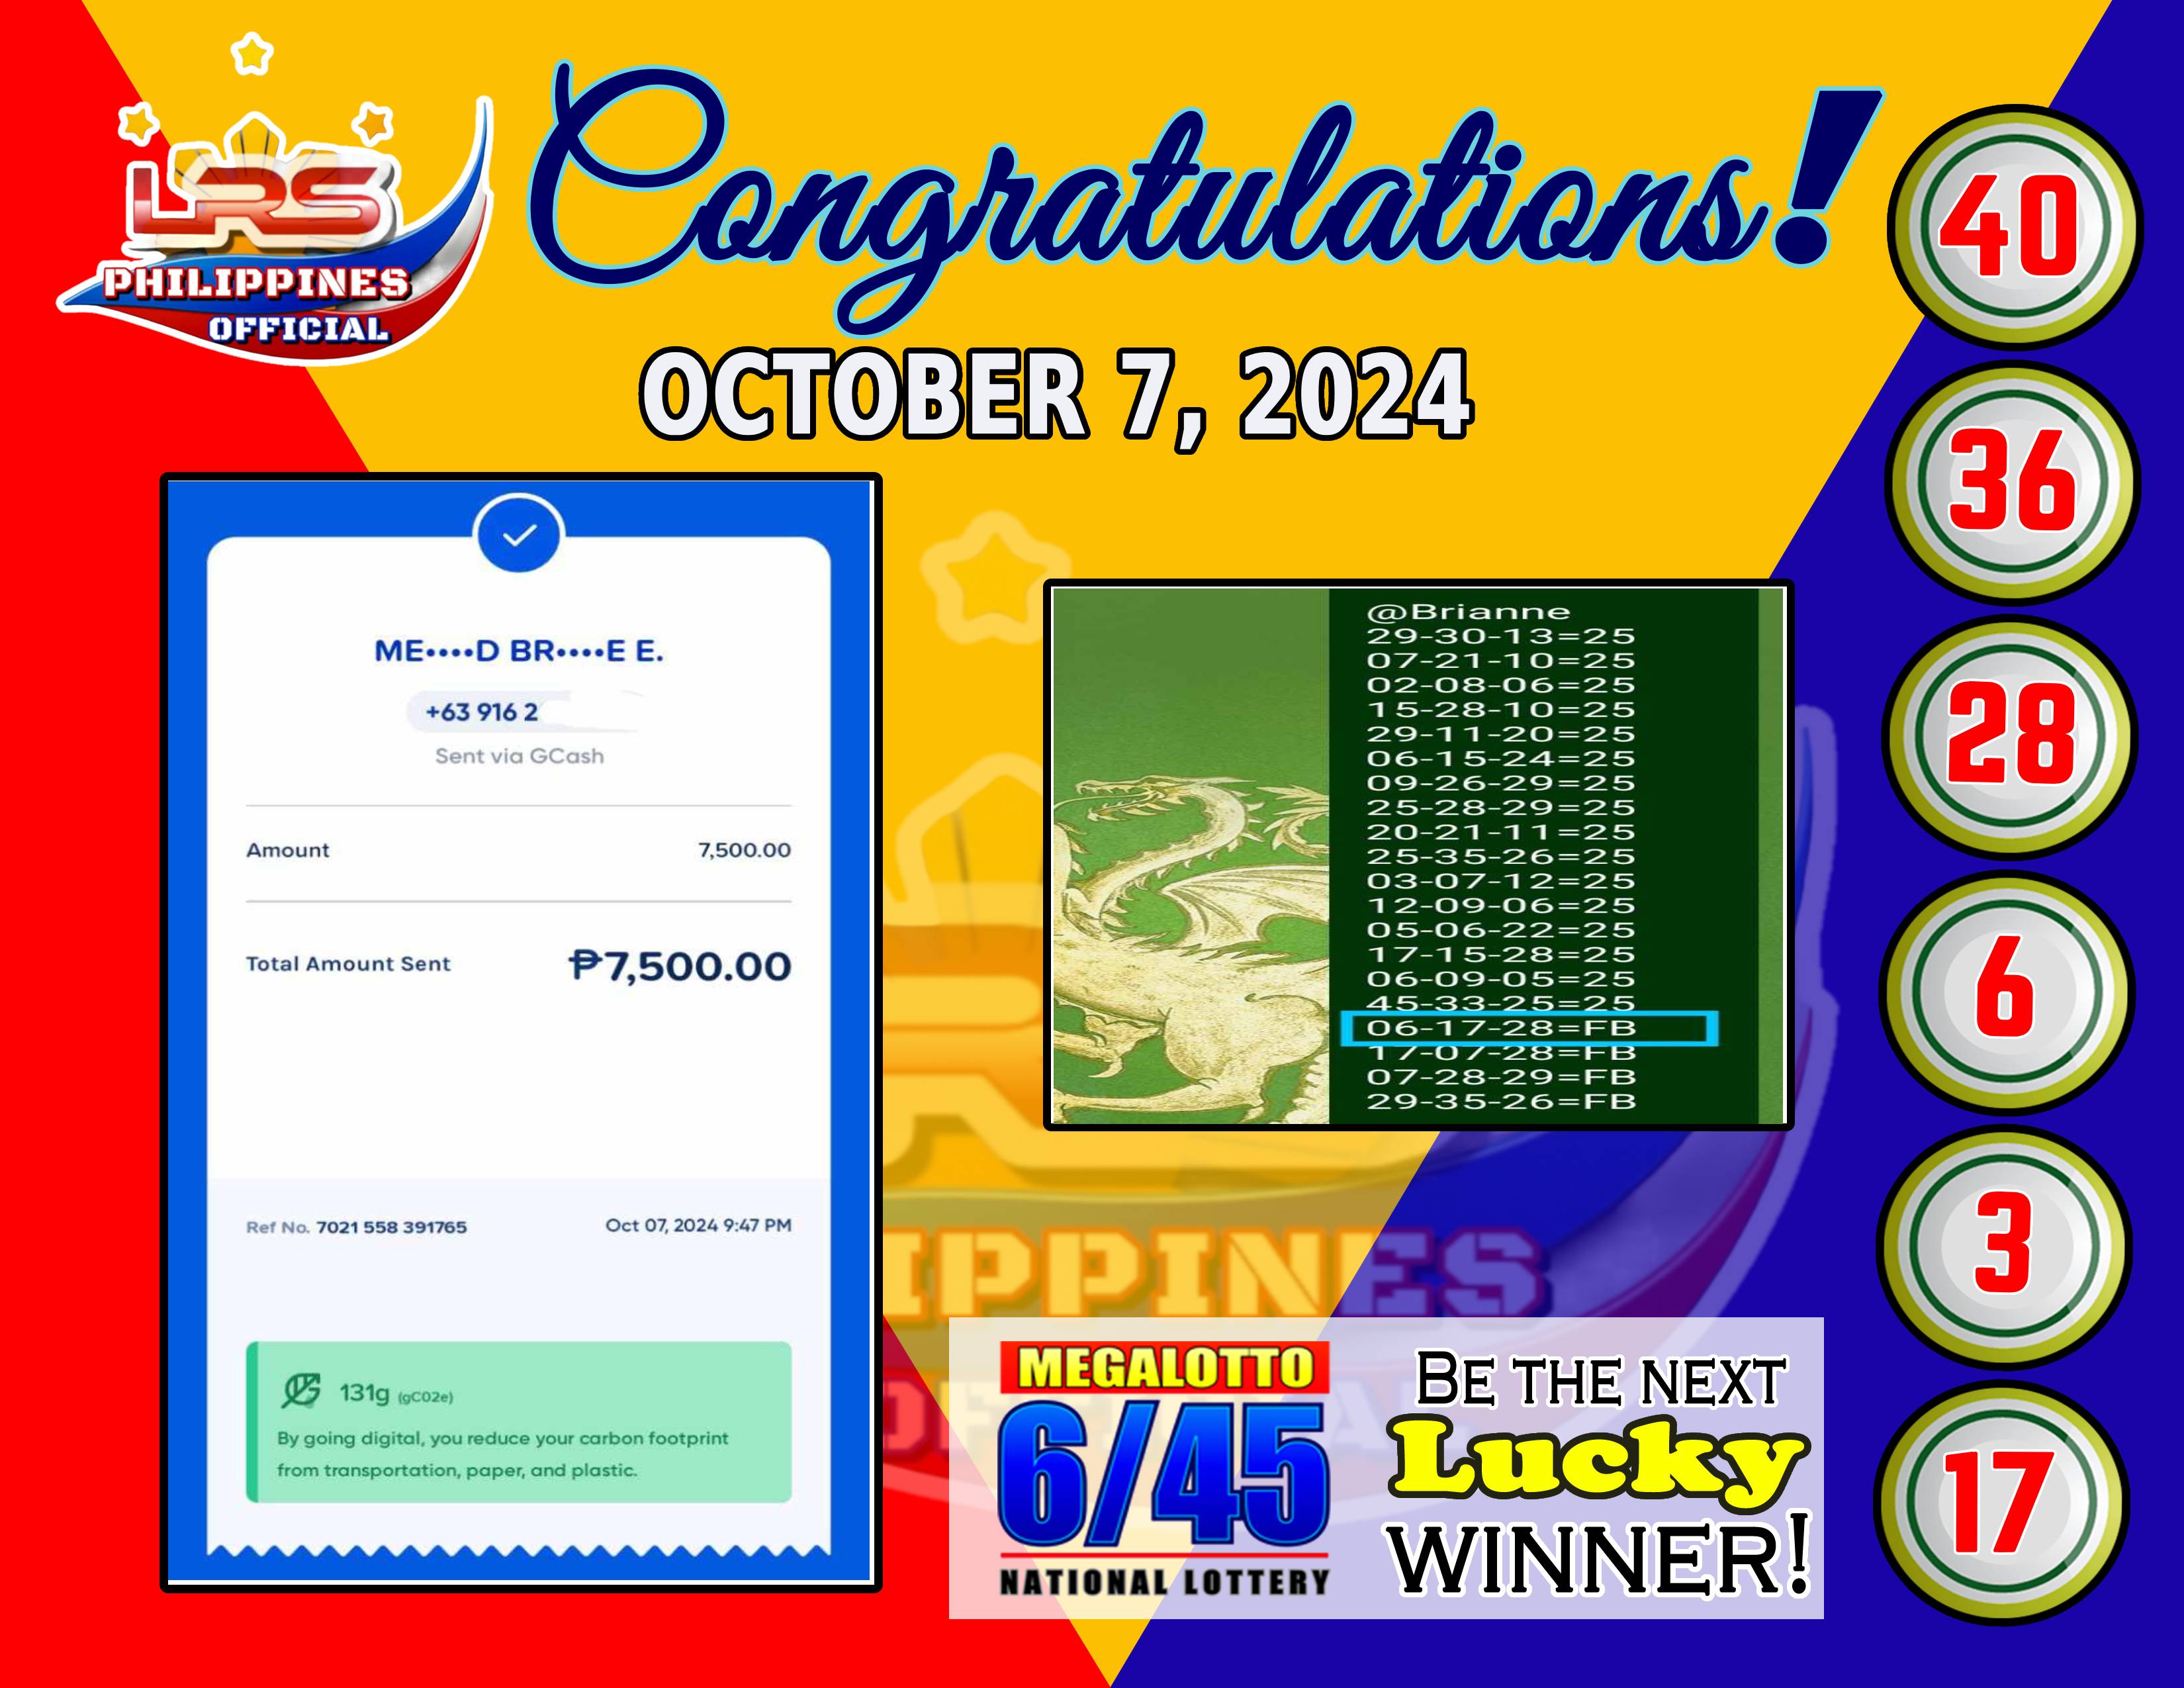 LRS
PHILIPPINES
OFFICIAL
Congratulations!
OCTOBER 7, 2024
ME••••D BR••••E E.
+63 916 2
Sent via GCash
Amount 7,500.00
Total Amount Sent ₱7,500.00
Ref No. 7021 558 391765 Oct 07, 2024 9:47 PM
131g (gCO2e)
By going digital, you reduce your carbon footprint
from transportation, paper, and plastic.
@Brianne
29-30-13=25
07-21-10=25
02-08-06=25
15-28-10=25
29-11-20=25
06-15-24=25
09-26-29=25
25-28-29=25
20-21-11=25
25-35-26=25
03-07-12=25
12-09-06=25
05-06-22=25
17-15-28=25
06-09-05=25
45-33-25=25
06-17-28=FB
17-07-28=FB
07-28-29=FB
29-35-26=FB
IPPINES
MEGALOTTO
6/45
NATIONAL LOTTERY
BE THE NEXT
Lucky
WINNER!
40
36
28
6
3
17